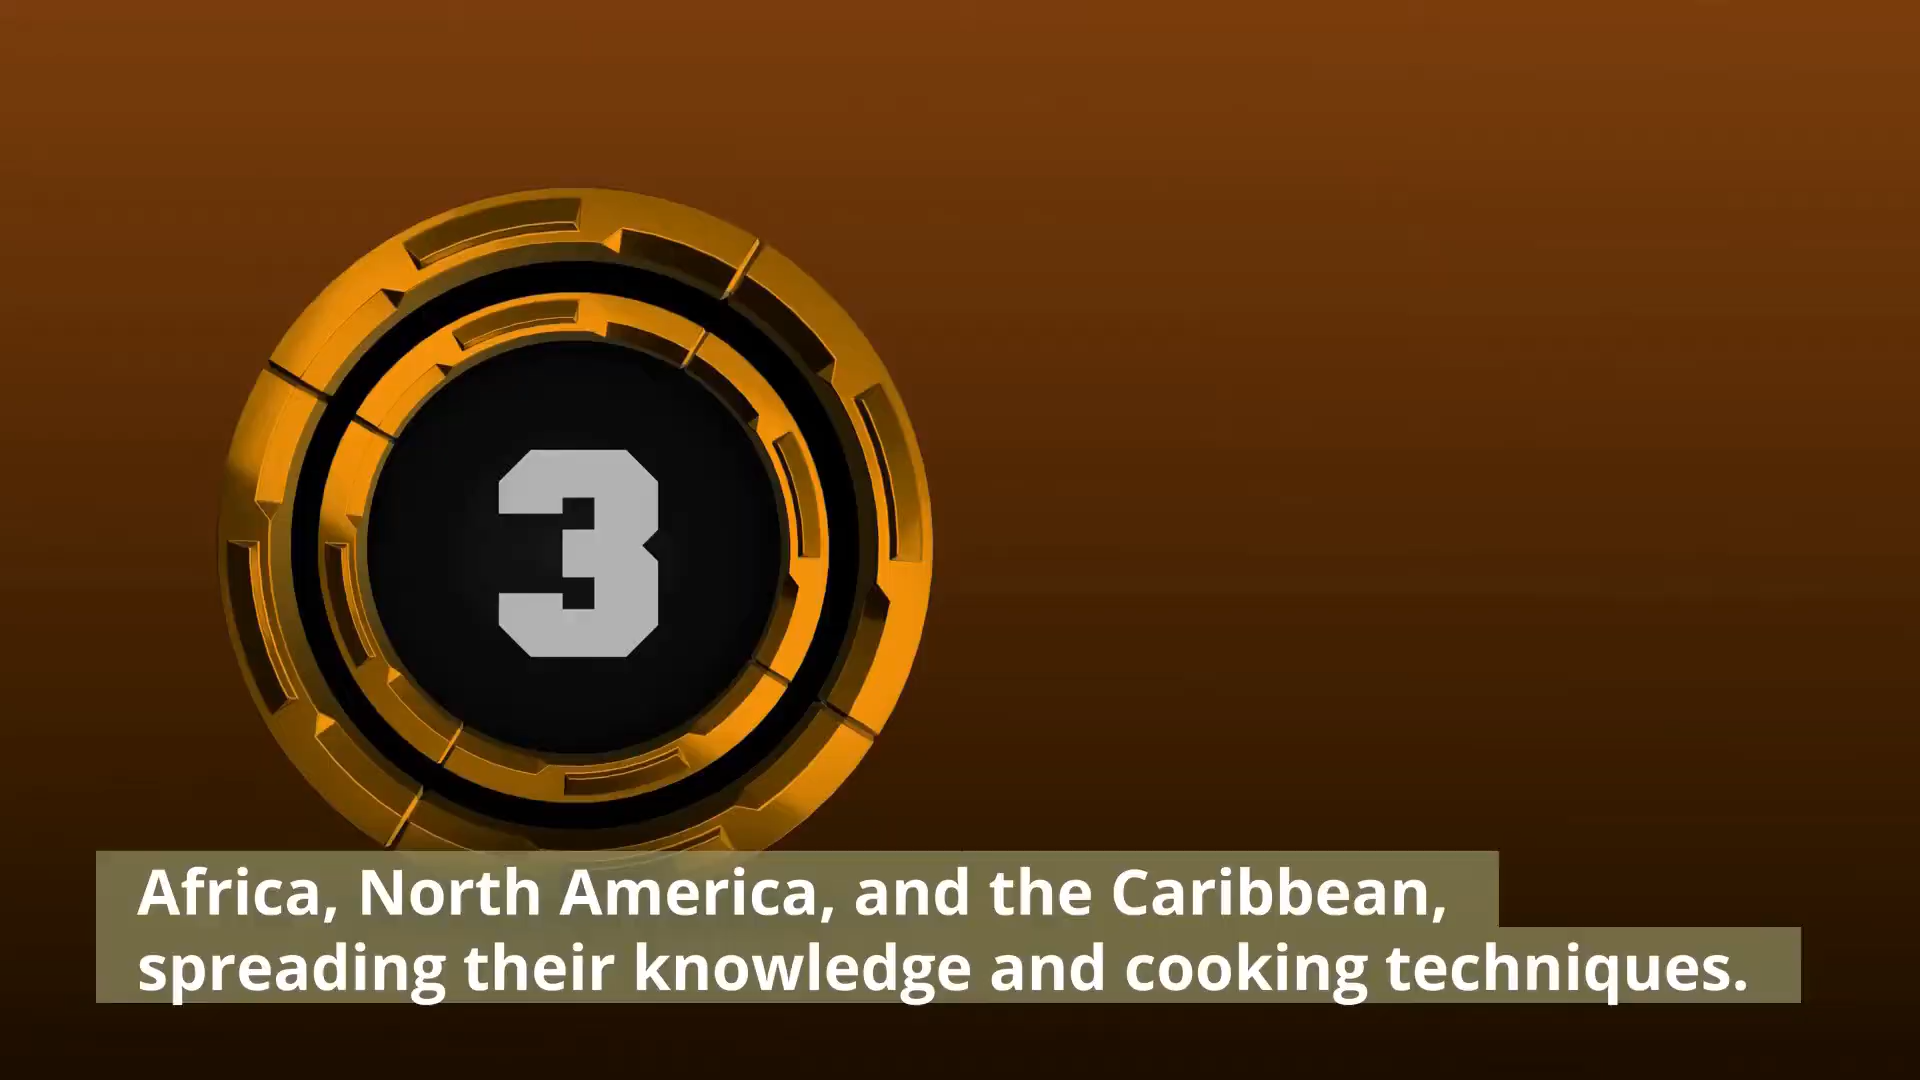 3
Africa, North America, and the Caribbean,
spreading their knowledge and cooking techniques.